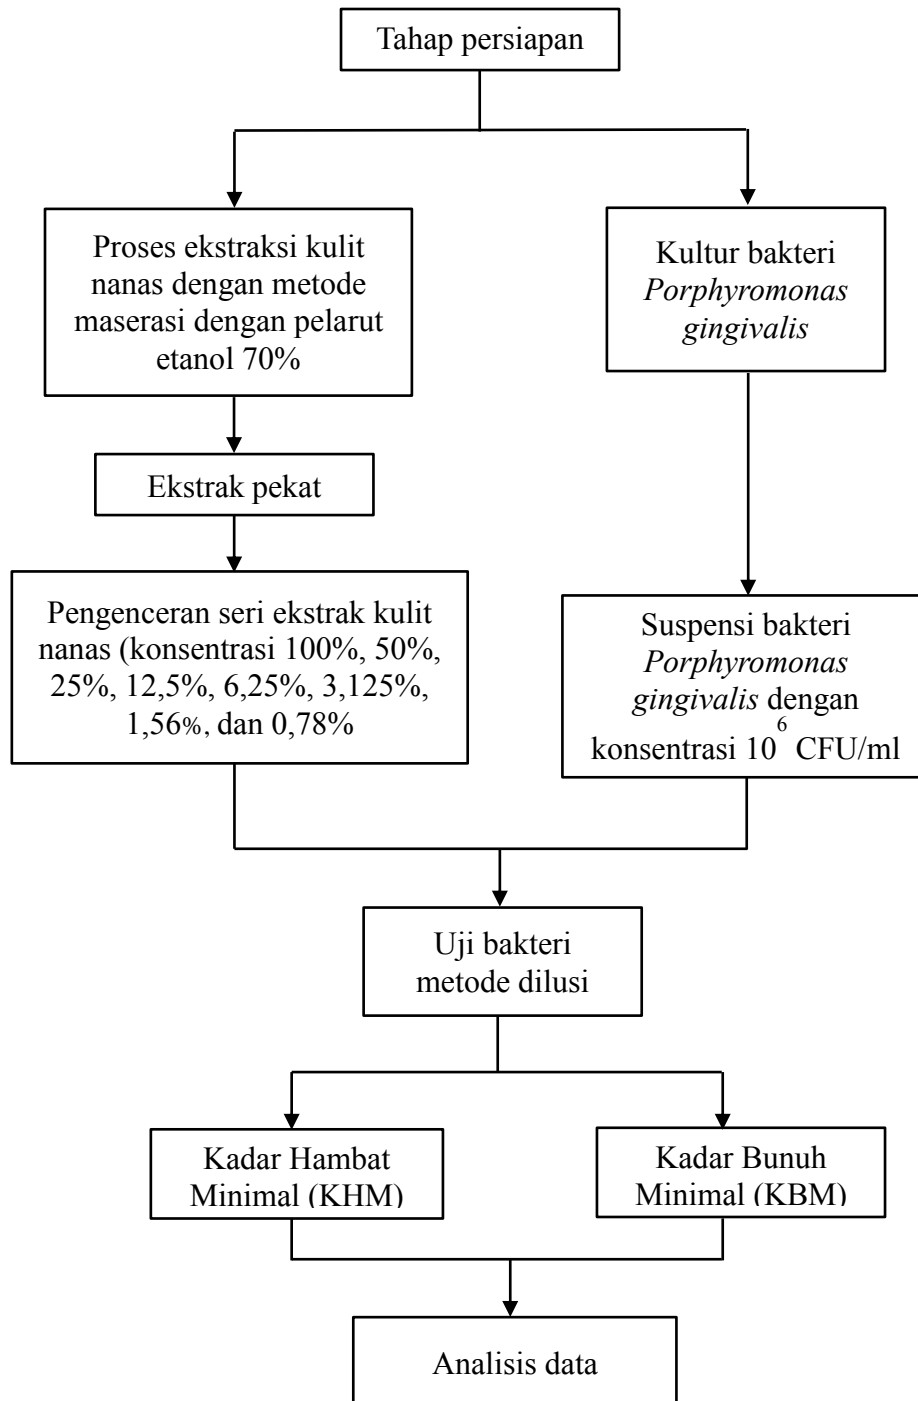 Tahap persiapan
Proses ekstraksi kulit
nanas dengan metode
maserasi dengan pelarut
etanol 70%
Kultur bakteri
Porphyromonas
gingivalis
Ekstrak pekat
Pengenceran seri ekstrak kulit
nanas (konsentrasi 100%, 50%,
25%, 12,5%, 6,25%, 3,125%,
1,56%, dan 0,78%
Suspensi bakteri
Porphyromonas
gingivalis dengan
konsentrasi 10⁶ CFU/ml
Uji bakteri
metode dilusi
Kadar Hambat
Minimal (KHM)
Kadar Bunuh
Minimal (KBM)
Analisis data